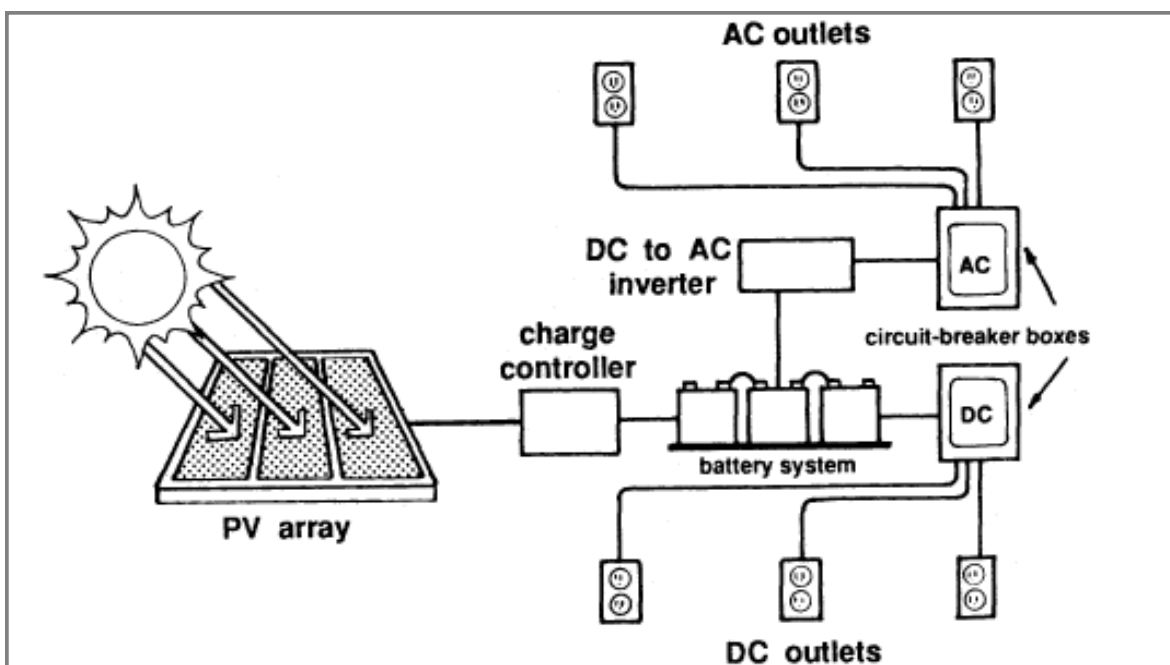 AC outlets
DC to AC
inverter
AC
charge
controller
circuit-breaker boxes
DC
battery system
PV array
DC outlets